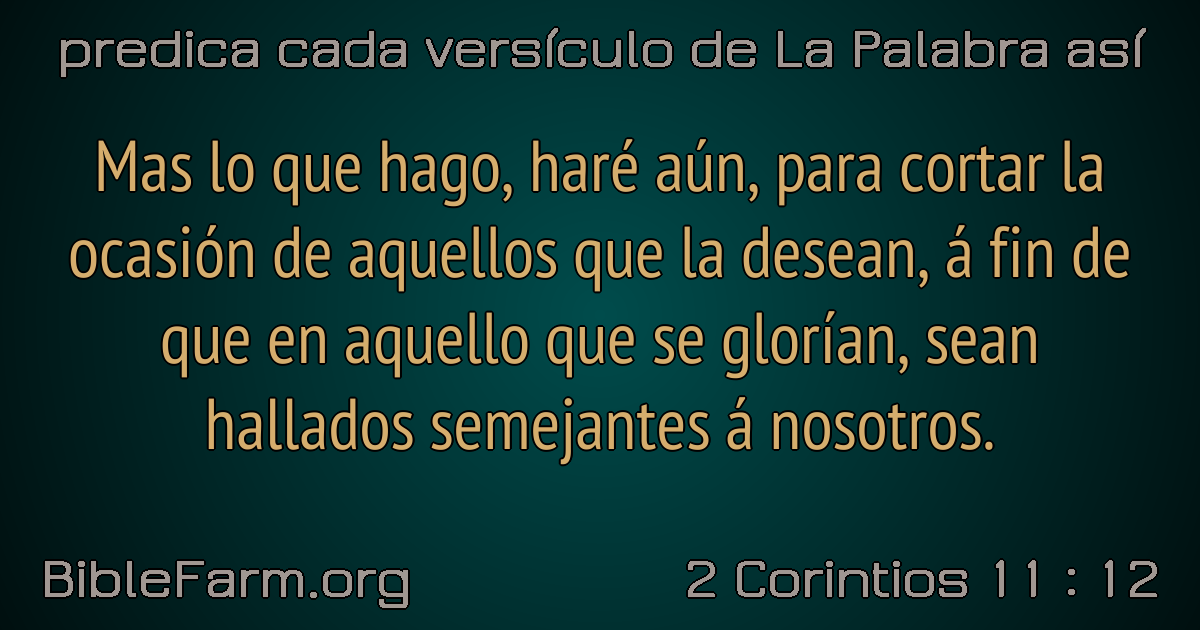 predica cada versículo de La Palabra así
Mas lo que hago, haré aún, para cortar la
ocasión de aquellos que la desean, á fin de
que en aquello que se glorían, sean
hallados semejantes á nosotros.
BibleFarm.org
2 Corintios 11 : 12